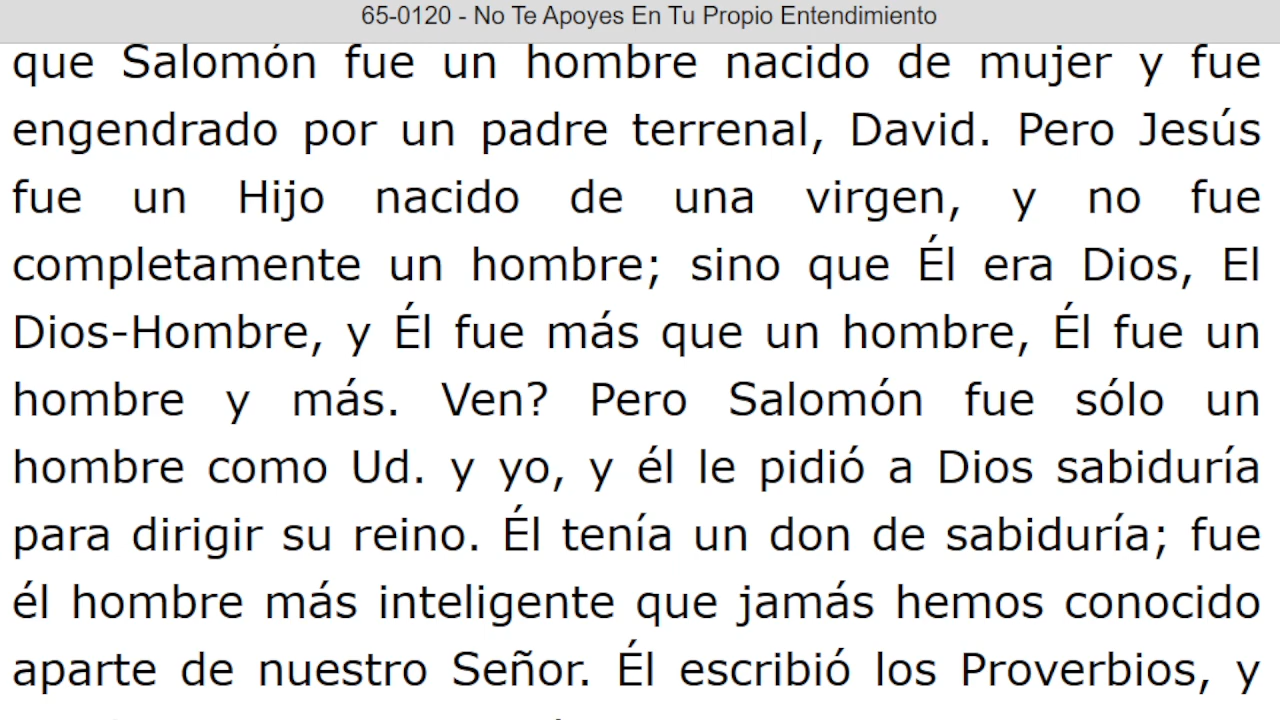 65-0120 - No Te Apoyes En Tu Propio Entendimiento
que Salomón fue un hombre nacido de mujer y fue
engendrado por un padre terrenal, David. Pero Jesús
fue un Hijo nacido de una virgen, y no fue
completamente un hombre; sino que Él era Dios, El
Dios-Hombre, y Él fue más que un hombre, Él fue un
hombre y más. Ven? Pero Salomón fue sólo un
hombre como Ud. y yo, y él le pidió a Dios sabiduría
para dirigir su reino. Él tenía un don de sabiduría; fue
él hombre más inteligente que jamás hemos conocido
aparte de nuestro Señor. Él escribió los Proverbios, y